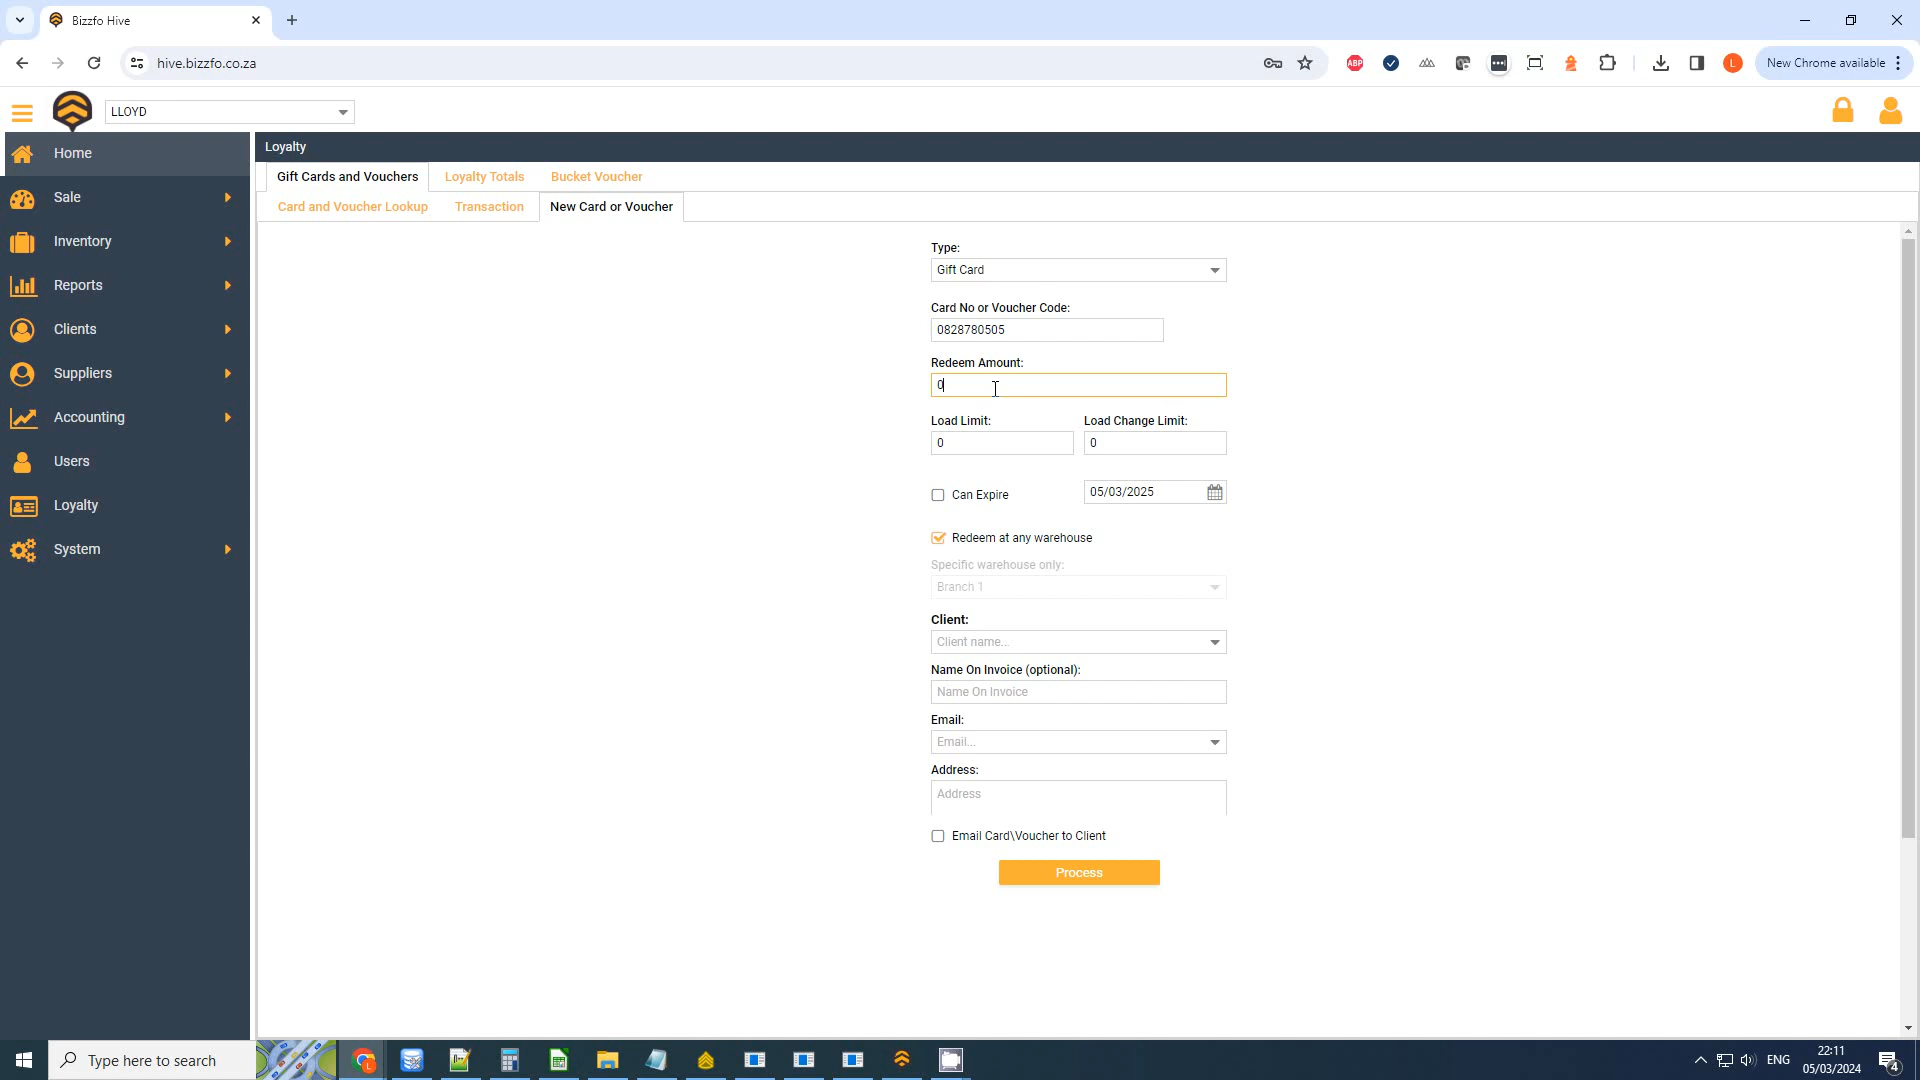 Bizzfo Hive
hive.bizzfo.co.za
ABP
L
New Chrome available
LLOYD
Home
Sale
Inventory
Reports
Clients
Suppliers
Accounting
Users
Loyalty
System
Loyalty
Gift Cards and Vouchers
Loyalty Totals
Bucket Voucher
Card and Voucher Lookup
Transaction
New Card or Voucher
Type:
Gift Card
Card No or Voucher Code:
0828780505
Redeem Amount:
0
Load Limit:
Load Change Limit:
0
0
Can Expire
05/03/2025
Redeem at any warehouse
Specific warehouse only:
Branch 1
Client:
Client name...
Name On Invoice (optional):
Name On Invoice
Email:
Email...
Address:
Address
Email Card\Voucher to Client
Process
Type here to search
L
ENG
22:11
05/03/2024
4